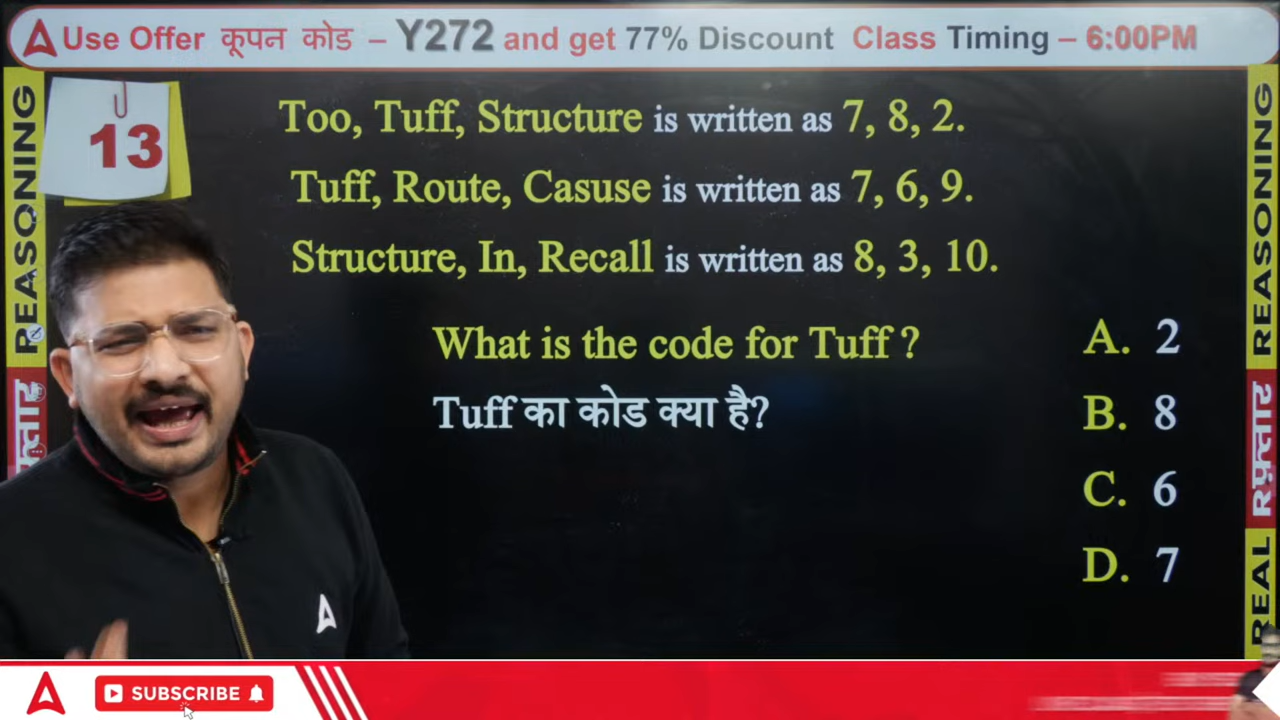 Use Offer कूपन कोड – Y272 and get 77% Discount Class Timing – 6:00PM
REASONING
13
Too, Tuff, Structure is written as 7, 8, 2.
Tuff, Route, Casuse is written as 7, 6, 9.
Structure, In, Recall is written as 8, 3, 10.
What is the code for Tuff ?
Tuff का कोड क्या है?
A. 2
B. 8
C. 6
D. 7
REASONING
रफ़्तार
REAL
SUBSCRIBE